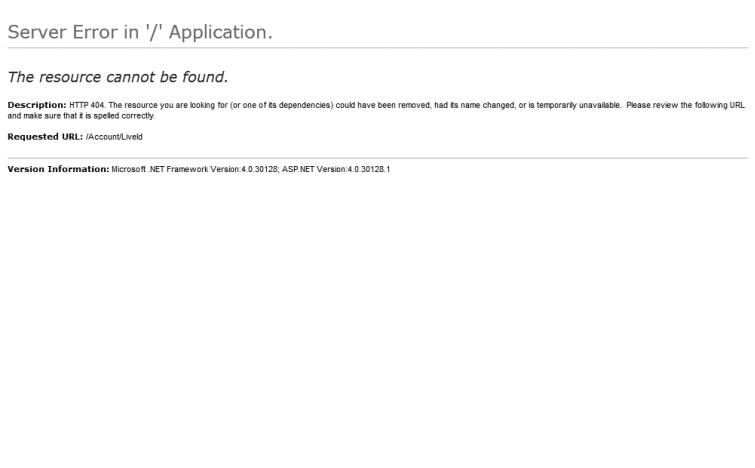 Server Error in '/' Application.
The resource cannot be found.
Description: HTTP 404. The resource you are looking for (or one of its dependencies) could have been removed, had its name changed, or is temporarily unavailable.  Please review the following URL
and make sure that it is spelled correctly.
Requested URL: /Account/LiveId
Version Information: Microsoft .NET Framework Version:4.0.30128; ASP.NET Version:4.0.30128.1